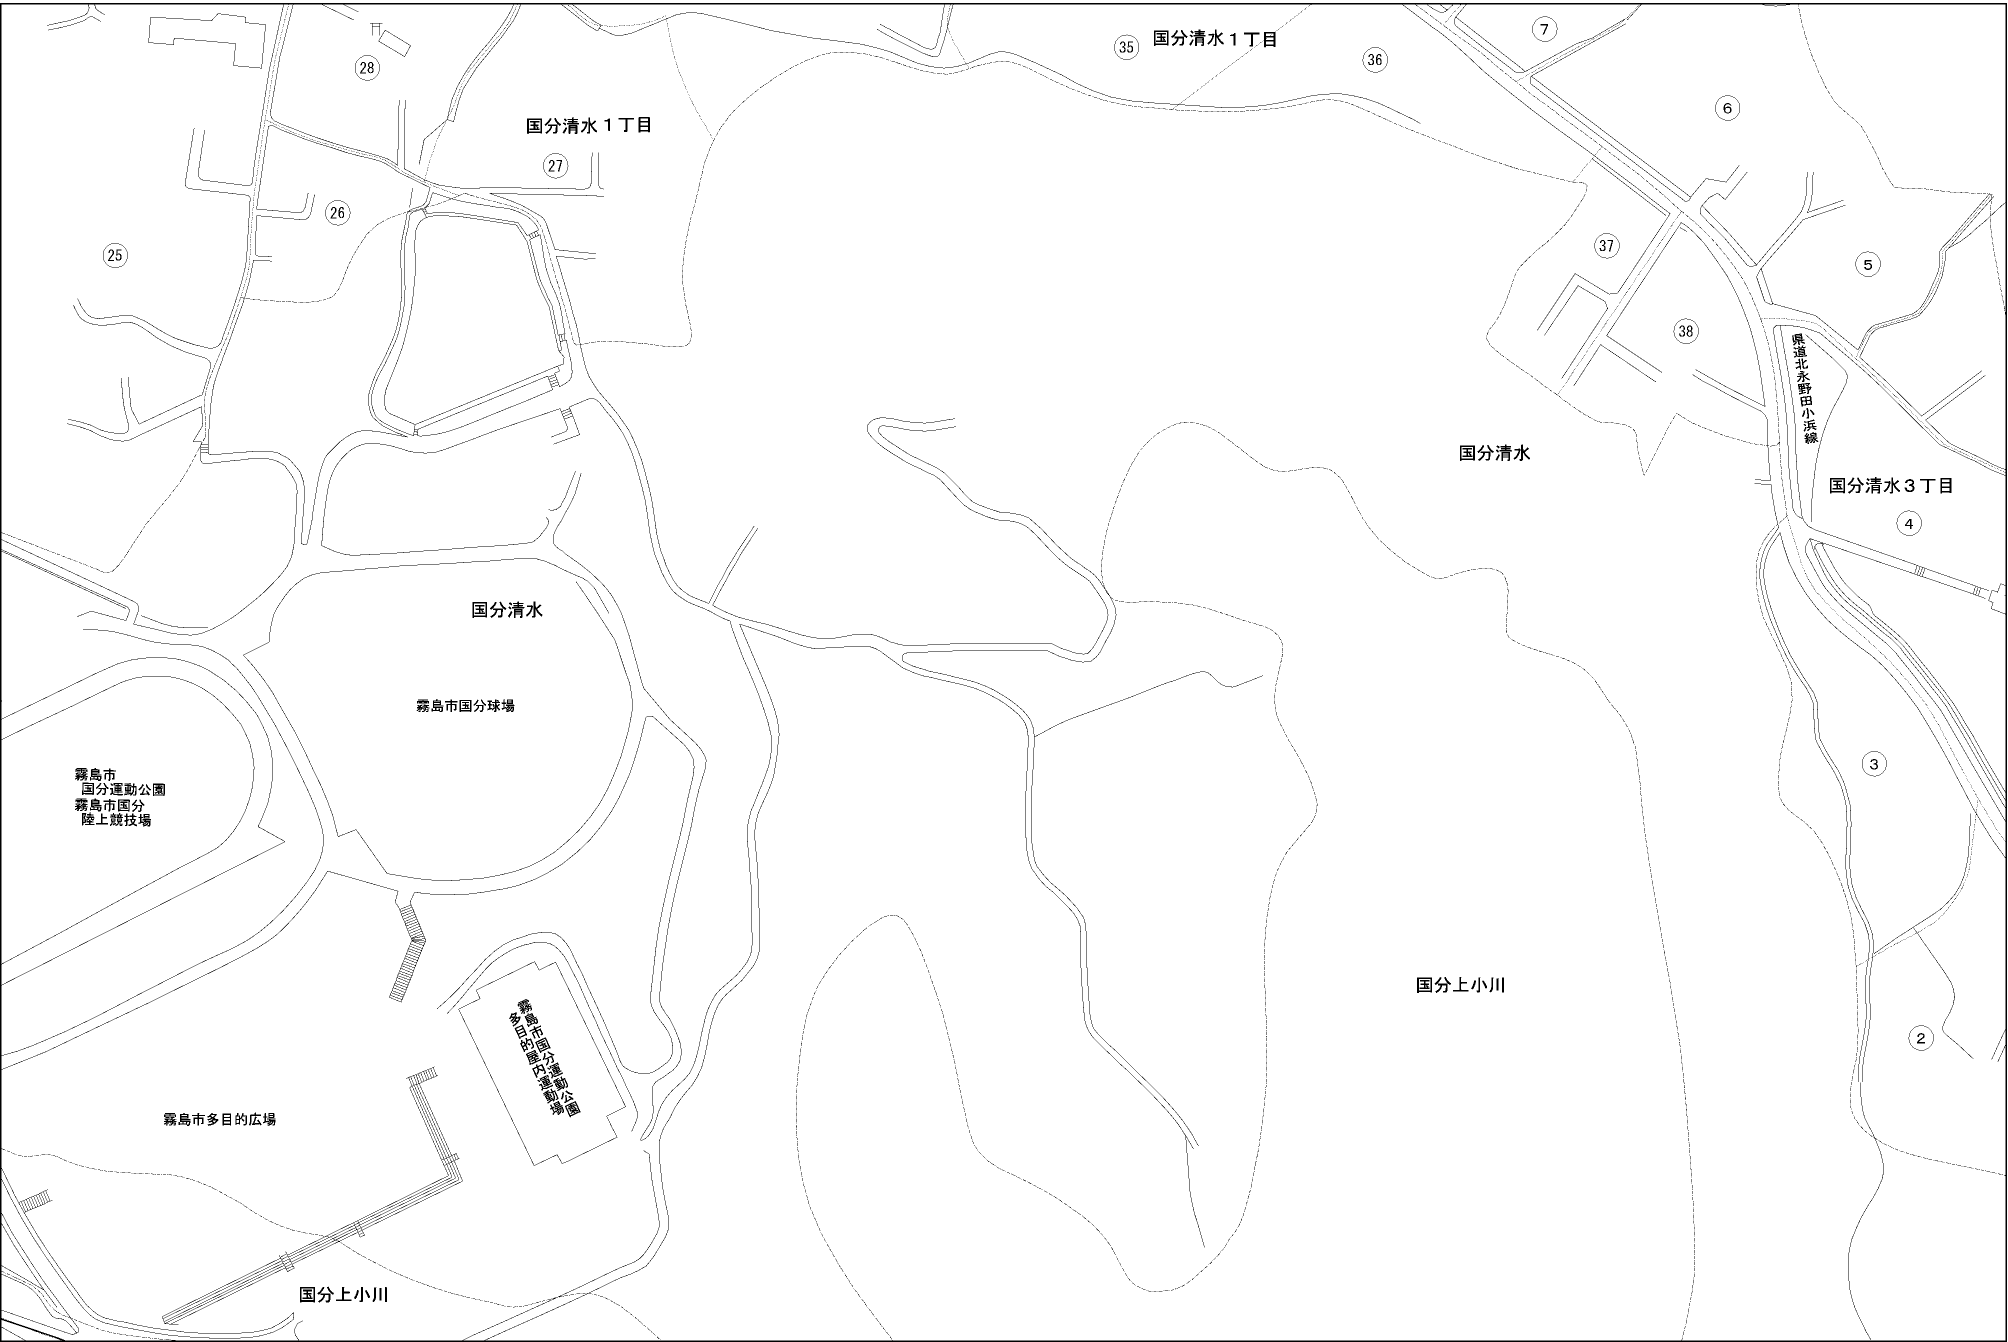 7
35
国分清水1丁目
36
28
6
国分清水1丁目
27
26
37
25
5
38
県道北永野田小浜線
国分清水
国分清水3丁目
4
国分清水
霧島市国分球場
3
霧島市
国分運動公園
霧島市国分
陸上競技場
国分上小川
霧島市国分運動公園
多目的屋内運動場
2
霧島市多目的広場
国分上小川